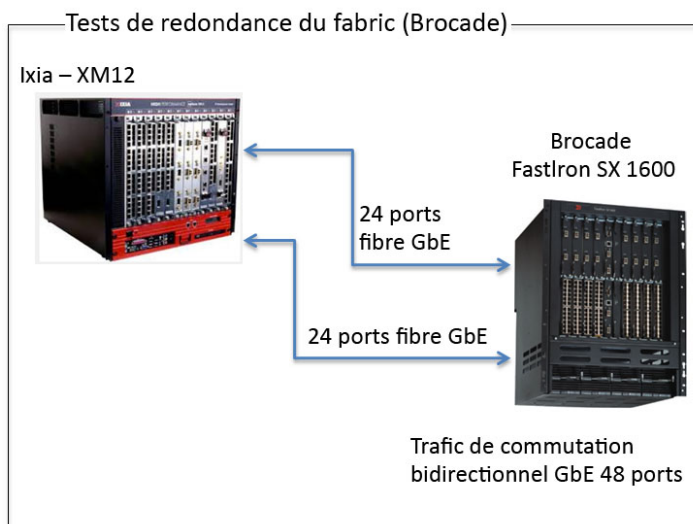 Tests de redondance du fabric (Brocade)
Ixia – XM12
IXIA
Brocade
FastIron SX 1600
24 ports
fibre GbE
24 ports fibre GbE
Trafic de commutation
bidirectionnel GbE 48 ports